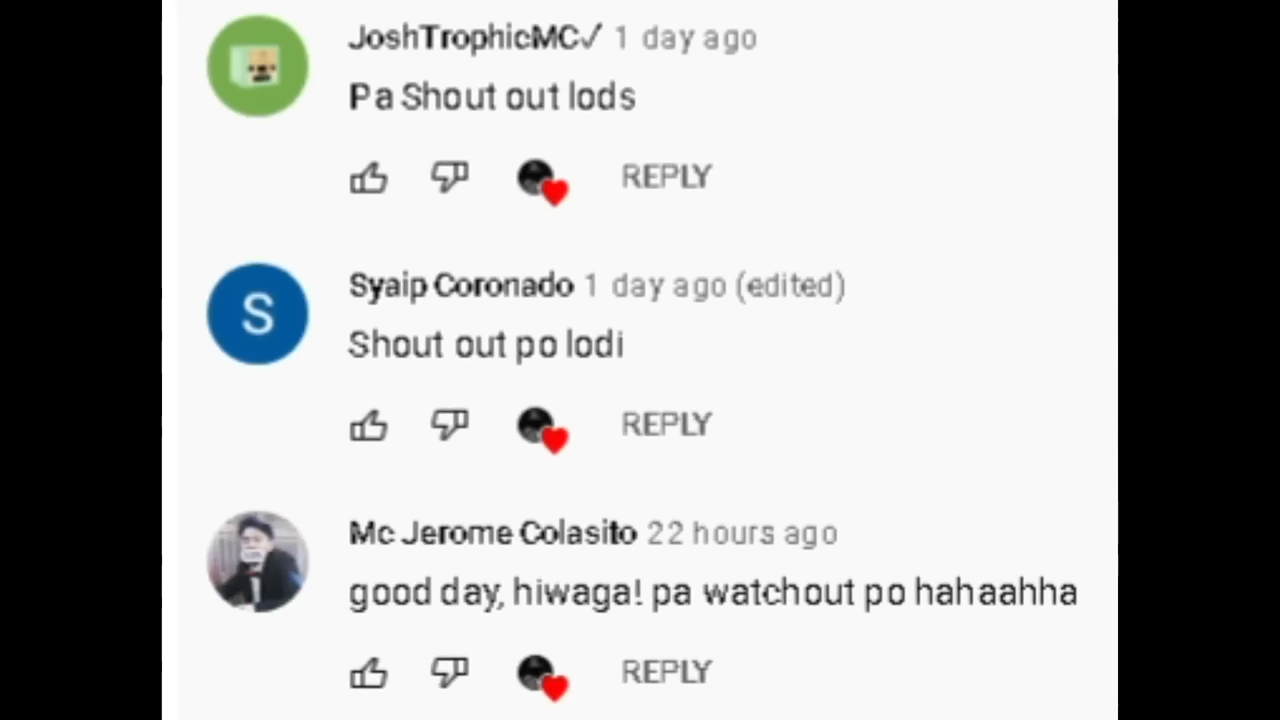 JoshTrophicMC✓ 1 day ago
Pa Shout out lods
REPLY
S
Syaip Coronado 1 day ago (edited)
Shout out po lodi
REPLY
Mc Jerome Colasito 22 hours ago
good day, hiwaga! pa watchout po hahaahha
REPLY